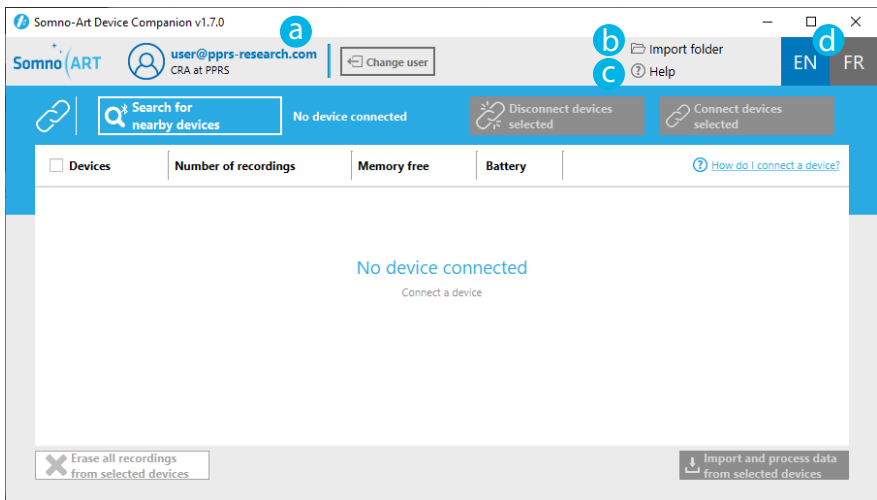 Somno-Art Device Companion v1.7.0
a
Somno(ART
user@pprs-research.com
CRA at PPRS
Change user
b
Import folder
c
Help
d
EN
FR
Search for
nearby devices
No device connected
Disconnect devices
selected
Connect devices
selected
Devices
Number of recordings
Memory free
Battery
? How do I connect a device?
No device connected
Connect a device
Erase all recordings
from selected devices
Import and process data
from selected devices